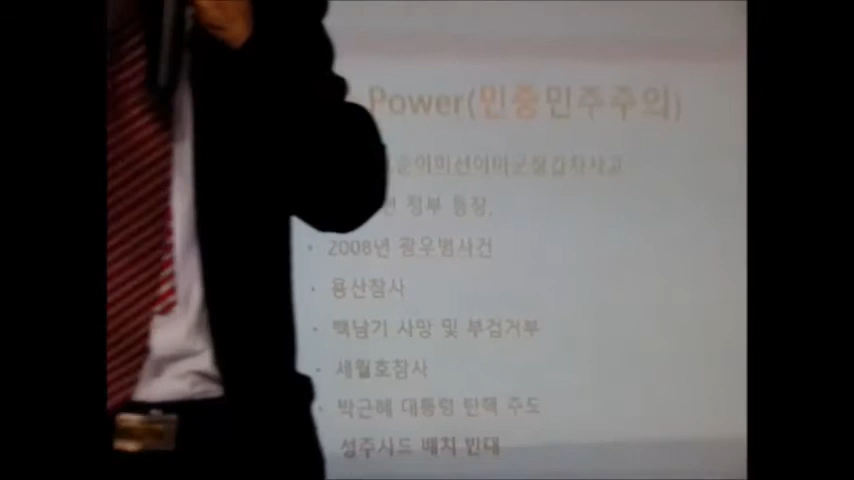 Power(민중민주주의)
정부 등장,
• 2008년 광우병사건
• 용산참사
• 백남기 사망 및 부검거부
• 세월호참사
• 박근혜 대통령 탄핵 주도
성주사드 배치 반대